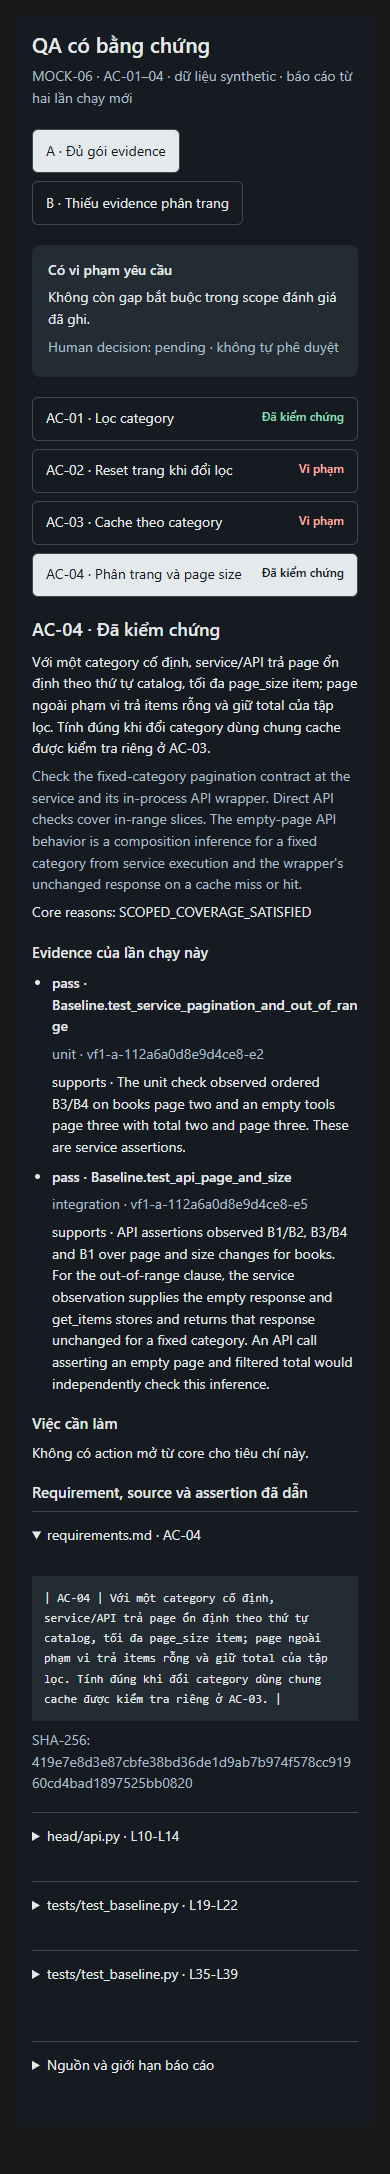 QA có bằng chứng
MOCK-06 · AC-01–04 · dữ liệu synthetic · báo cáo từ
hai lần chạy mới
A · Đủ gói evidence
B · Thiếu evidence phân trang
Có vi phạm yêu cầu
Không còn gap bắt buộc trong scope đánh giá
đã ghi.
Human decision: pending · không tự phê duyệt
AC-01 · Lọc category Đã kiểm chứng
AC-02 · Reset trang khi đổi lọc Vi phạm
AC-03 · Cache theo category Vi phạm
AC-04 · Phân trang và page size Đã kiểm chứng
AC-04 · Đã kiểm chứng
Với một category cố định, service/API trả page ổn
định theo thứ tự catalog, tối đa page_size item; page
ngoài phạm vi trả items rỗng và giữ total của tập
lọc. Tính đúng khi đổi category dùng chung cache
được kiểm tra riêng ở AC-03.
Check the fixed-category pagination contract at the
service and its in-process API wrapper. Direct API
checks cover in-range slices. The empty-page API
behavior is a composition inference for a fixed
category from service execution and the wrapper's
unchanged response on a cache miss or hit.
Core reasons: SCOPED_COVERAGE_SATISFIED
Evidence của lần chạy này
• pass ·
Baseline.test_service_pagination_and_out_of_ran
ge
unit · vf1-a-112a6a0d8e9d4ce8-e2
supports · The unit check observed ordered
B3/B4 on books page two and an empty tools
page three with total two and page three. These
are service assertions.
• pass · Baseline.test_api_page_and_size
integration · vf1-a-112a6a0d8e9d4ce8-e5
supports · API assertions observed B1/B2, B3/B4
and B1 over page and size changes for books.
For the out-of-range clause, the service
observation supplies the empty response and
get_items stores and returns that response
unchanged for a fixed category. An API call
asserting an empty page and filtered total would
independently check this inference.
Việc cần làm
Không có action mở từ core cho tiêu chí này.
Requirement, source và assertion đã dẫn
▼ requirements.md · AC-04
| AC-04 | Với một category cố định,
service/API trả page ổn định theo thứ tự
catalog, tối đa page_size item; page ngoài
phạm vi trả items rỗng và giữ total của tập
lọc. Tính đúng khi đổi category dùng chung
cache được kiểm tra riêng ở AC-03. |
SHA-256:
419e7e8d3e87cbfe38bd36de1d9ab7b974f578cc919
60cd4bad1897525bb0820
▶ head/api.py · L10-L14
▶ tests/test_baseline.py · L19-L22
▶ tests/test_baseline.py · L35-L39
▶ Nguồn và giới hạn báo cáo